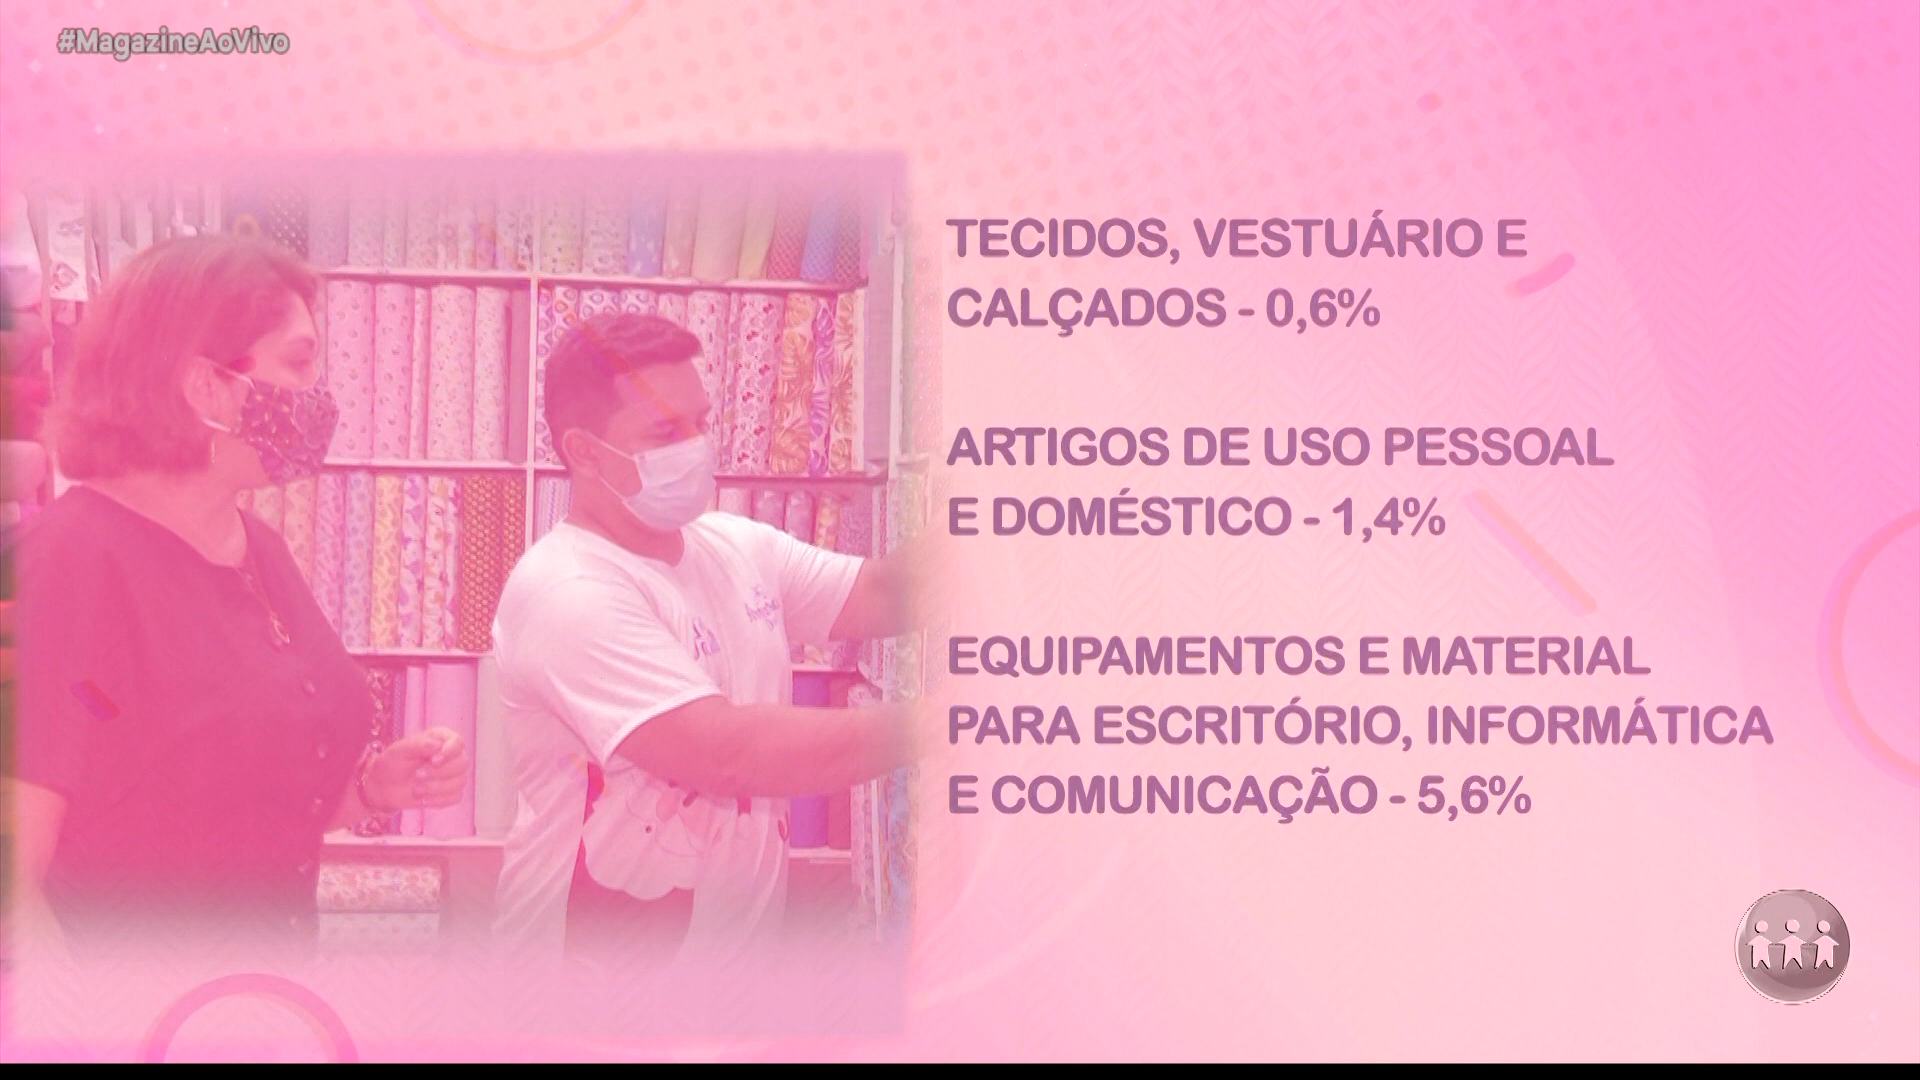 #MagazineAoVivo
TECIDOS, VESTUÁRIO E
CALÇADOS - 0,6%
ARTIGOS DE USO PESSOAL
E DOMÉSTICO - 1,4%
EQUIPAMENTOS E MATERIAL
PARA ESCRITÓRIO, INFORMÁTICA
E COMUNICAÇÃO - 5,6%